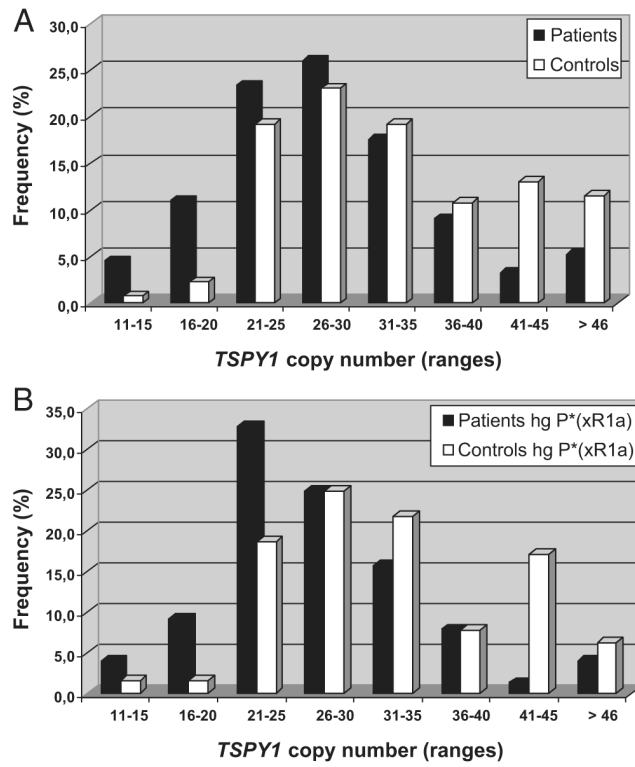 A
30,0
25,0
20,0
15,0
10,0
5,0
0,0
Frequency (%)
Patients
Controls
11-15 16-20 21-25 26-30 31-35 36-40 41-45 > 46
TSPY1 copy number (ranges)
B
35,0
30,0
25,0
20,0
15,0
10,0
5,0
0,0
Frequency (%)
Patients hg P*(xR1a)
Controls hg P*(xR1a)
11-15 16-20 21-25 26-30 31-35 36-40 41-45 > 46
TSPY1 copy number (ranges)